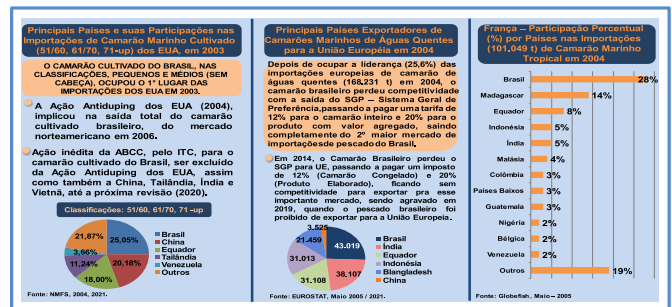 Principais Países e suas Participações nas
Importações de Camarão Marinho Cultivado
(51/60, 61/70, 71-up) dos EUA, em 2003
O CAMARÃO CULTIVADO DO BRASIL, NAS
CLASSIFICAÇÕES, PEQUENOS E MÉDIOS (SEM
CABEÇA), OCUPOU O 1° LUGAR DAS
IMPORTAÇÕES DOS EUA EM 2003.
A Ação Antiduping dos EUA (2004),
implicou na saída total do camarão
cultivado brasileiro, do mercado
norteamericano em 2006.
Ação inédita da ABCC, pelo ITC, para o
camarão cultivado do Brasil, ser excluído
da Ação Antiduping dos EUA, assim
como também a China, Tailândia, Índia e
Vietnã, até a próxima revisão (2020).
Classificações: 51/60, 61/70, 71 -up
21,87%
25,05%
3,66%
11,24%
20,18%
18,00%
Brasil
China
Equador
Tailândia
Venezuela
Outros
Fonte: NMFS, 2004, 2021.
Principais Países Exportadores de
Camarões Marinhos de Águas Quentes
para a União Européia em 2004
Depois de ocupar a liderança (25,6%) das
importações europeias de camarão de
águas quentes (168,231 t) em 2004, o
camarão brasileiro perdeu competividade
com a saída do SGP – Sistema Geral de
Preferência, passando a pagar uma tarifa de
12% para o camarão inteiro e 20% para o
produto com valor agregado, saindo
completamente do 2º maior mercado de
importaçõesde pescado do Brasil.
Em 2014, o Camarão Brasileiro perdeu o
SGP para UE, passando a pagar um imposto
de 12% (Camarão Congelado) e 20%
(Produto Elaborado), ficando sem
competividade para exportar pra esse
importante mercado, sendo agravado em
2019, quando o pescado brasileiro foi
proibido de exportar para a União Europeia.
3.525
21.459
43.019
31.013
38,107
31.108
Brasil
India
Equador
Indonésia
Blangladesh
China
Fonte: EUROSTAT, Maio 2005 / 2021.
França – Participação Percentual
(%) por Países nas Importações
(101,049 t) de Camarão Marinho
Tropical em 2004
Brasil 28%
Madagascar 14%
Equador 8%
Indonésia 5%
Índia 5%
Malásia 4%
Colômbia 3%
Países Baixos 3%
Guatemala 3%
Nigéria 2%
Bélgica 2%
Venezuela 2%
Outros 19%
Fonte: Globefish, Maio – 2005